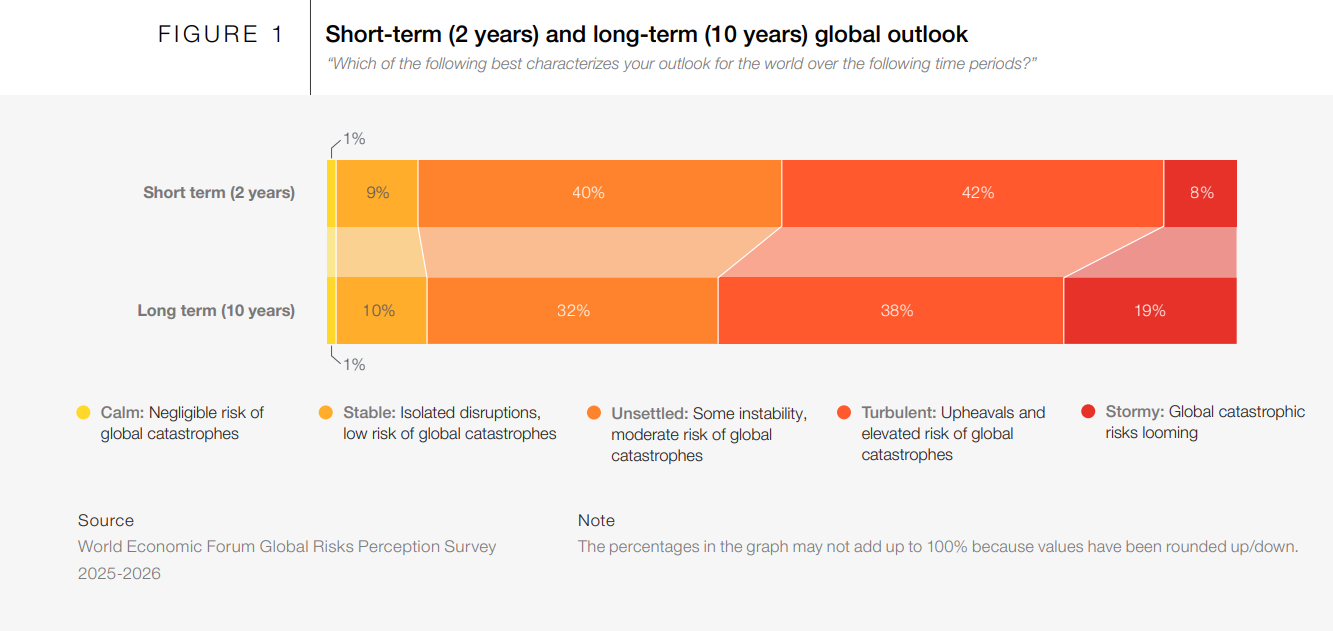 FIGURE 1
Short-term (2 years) and long-term (10 years) global outlook
“Which of the following best characterizes your outlook for the world over the following time periods?”
1%
Short term (2 years)
9%
40%
42%
8%
Long term (10 years)
10%
32%
38%
19%
1%
Calm: Negligible risk of
global catastrophes
Stable: Isolated disruptions,
low risk of global catastrophes
Unsettled: Some instability,
moderate risk of global
catastrophes
Turbulent: Upheavals and
elevated risk of global
catastrophes
Stormy: Global catastrophic
risks looming
Source
World Economic Forum Global Risks Perception Survey
2025-2026
Note
The percentages in the graph may not add up to 100% because values have been rounded up/down.